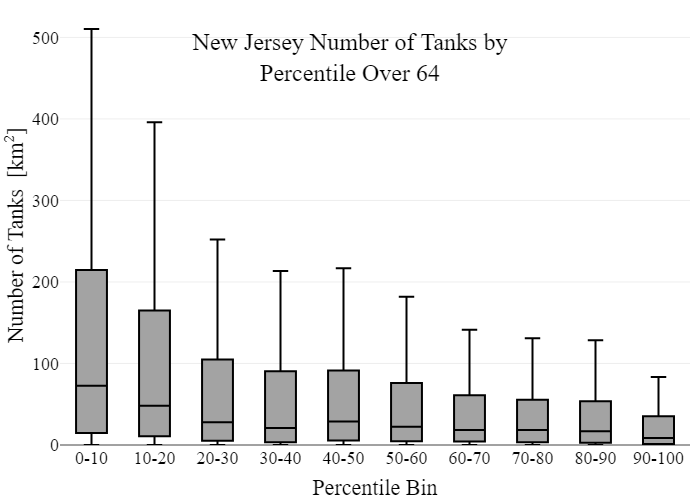 New Jersey Number of Tanks by
Percentile Over 64
Number of Tanks [km²]
500
400
300
200
100
0
0-10 10-20 20-30 30-40 40-50 50-60 60-70 70-80 80-90 90-100
Percentile Bin